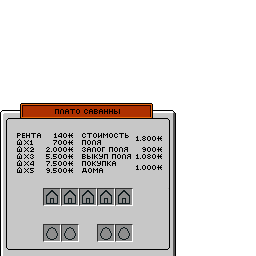 ПЛАТО САВАННЫ
РЕНТА 140₭ СТОИМОСТЬ ПОЛЯ 1.800₭
X1 700₭
X2 2.000₭ ЗАЛОГ ПОЛЯ 900₭
X3 5.500₭ ВЫКУП ПОЛЯ 1.080₭
X4 7.500₭ ПОКУПКА ДОМА 1.000₭
X5 9.500₭